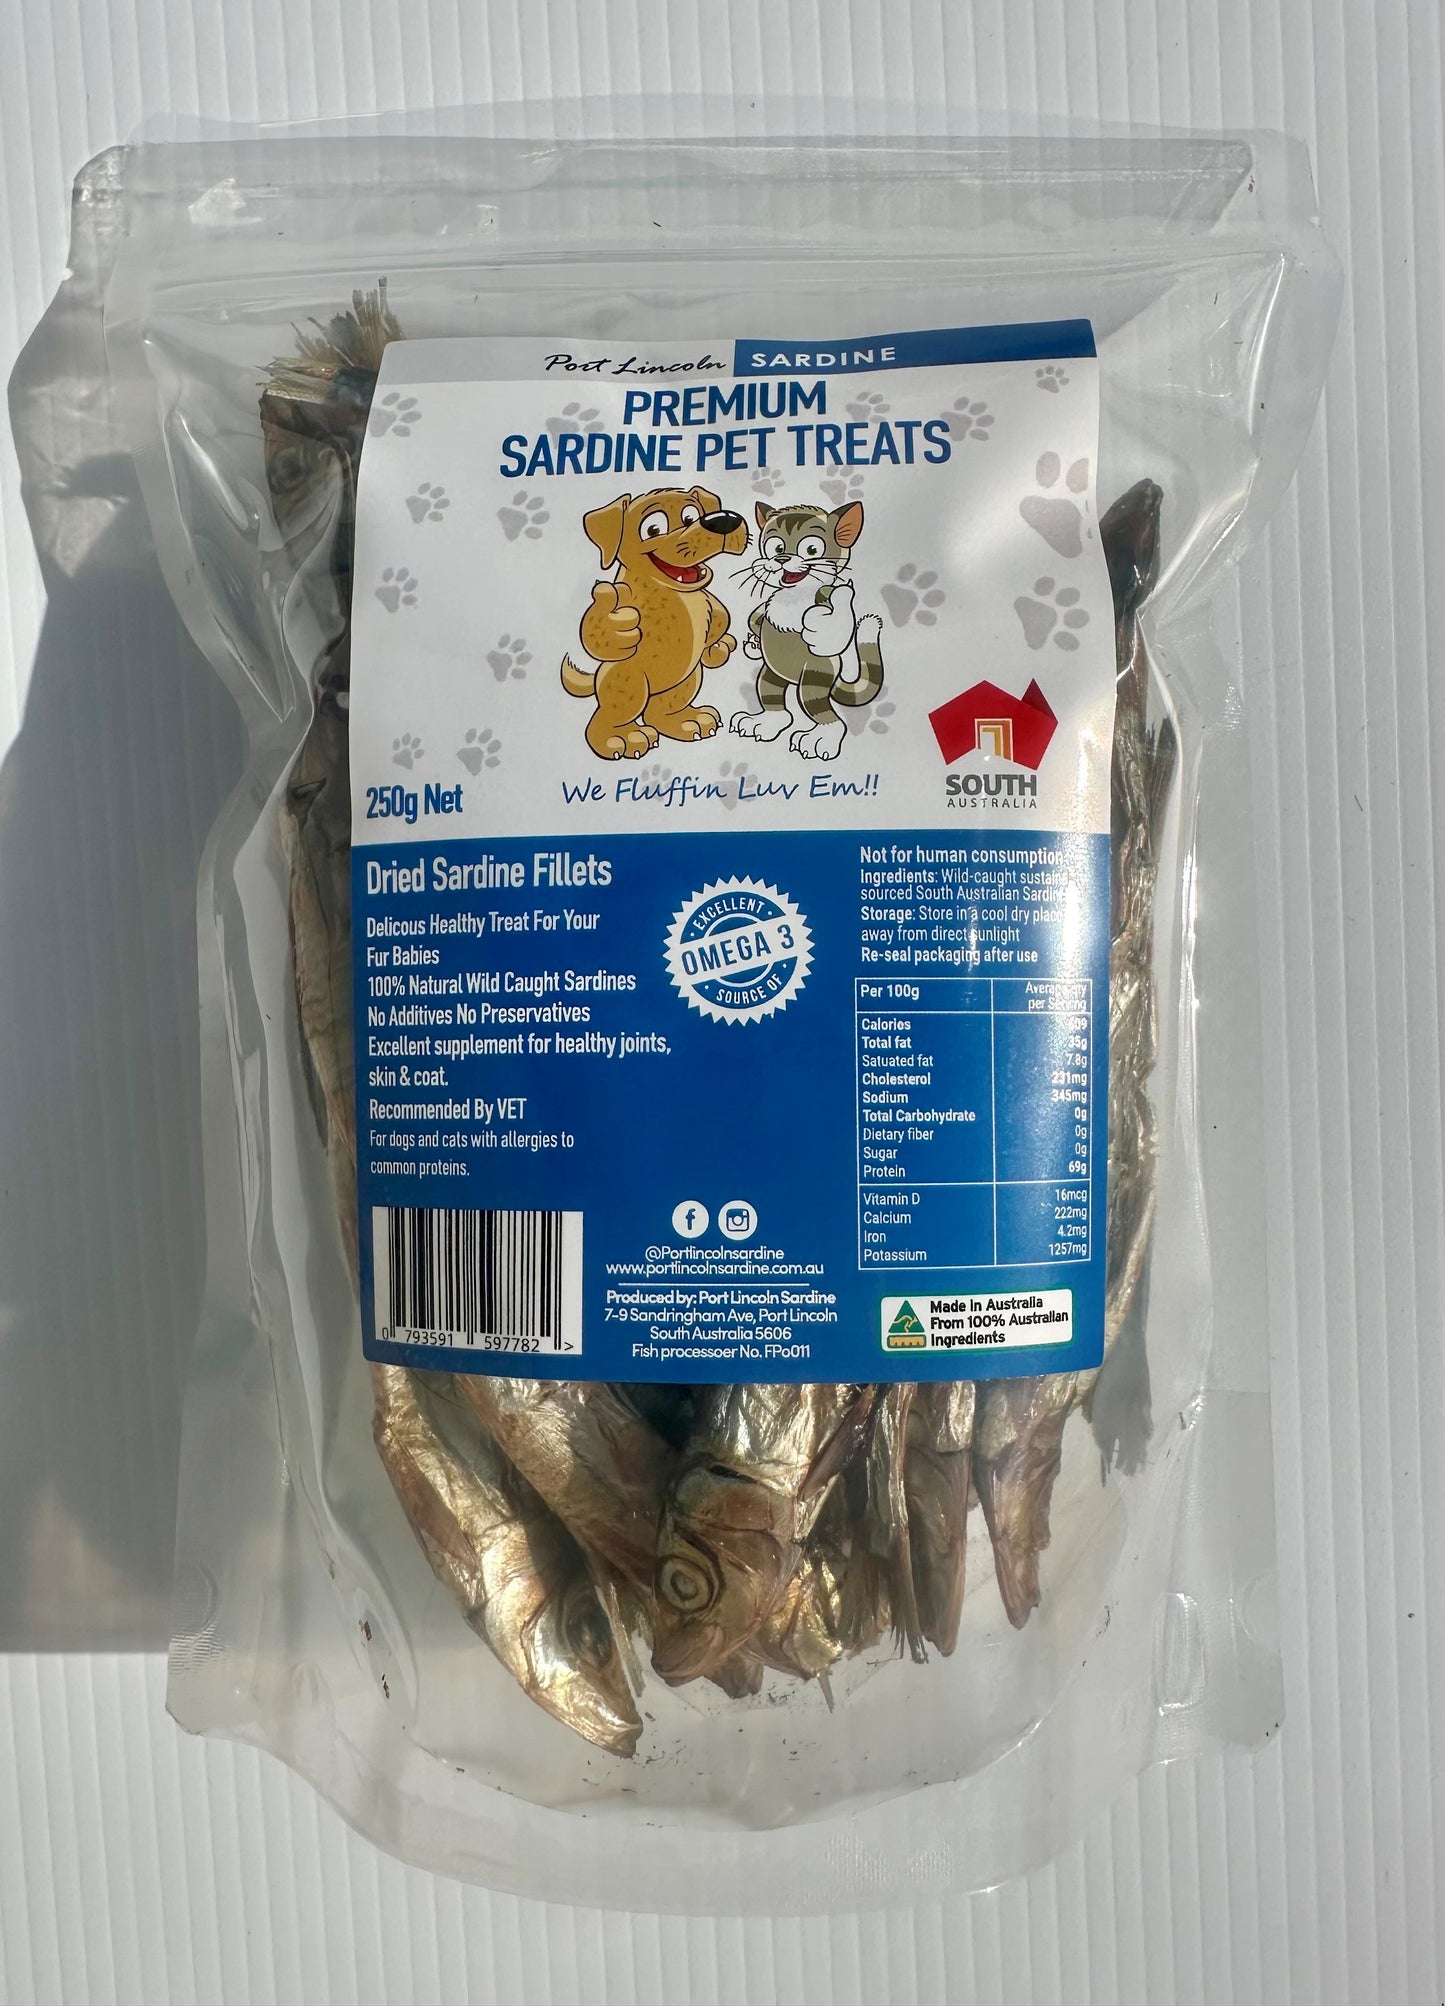 Port Lincoln SARDINE
PREMIUM
SARDINE PET TREATS
We Fluffin Luv Em!!
SOUTH
AUSTRALIA
250g Net
Dried Sardine Fillets
Delicous Healthy Treat For Your
Fur Babies
100% Natural Wild Caught Sardines
No Additives No Preservatives
Excellent supplement for healthy joints,
skin & coat.
Recommended By VET
For dogs and cats with allergies to
common proteins.
EXCELLENT
OMEGA 3
SOURCE OF
Not for human consumption
Ingredients: Wild-caught
sourced South Australian
Storage: Store in a cool dry place
away from direct sunlight
Re-seal packaging after use
Per 100g
per Serving
Calories
Total fat 35g
Satuated fat 7.8g
Cholesterol 231mg
Sodium 345mg
Total Carbohydrate 0g
Dietary fiber 0g
Sugar 0g
Protein 69g
Vitamin D 16mcg
Calcium 222mg
Iron 4.2mg
Potassium 1257mg
0 793591 597782 >
f
@Portlincolnsardine
www.portlincolnsardine.com.au
Produced by: Port Lincoln Sardine
7-9 Sandringham Ave, Port Lincoln
South Australia 5606
Fish processoer No. FPo011
Made In Australia
From 100% Australian
Ingredients